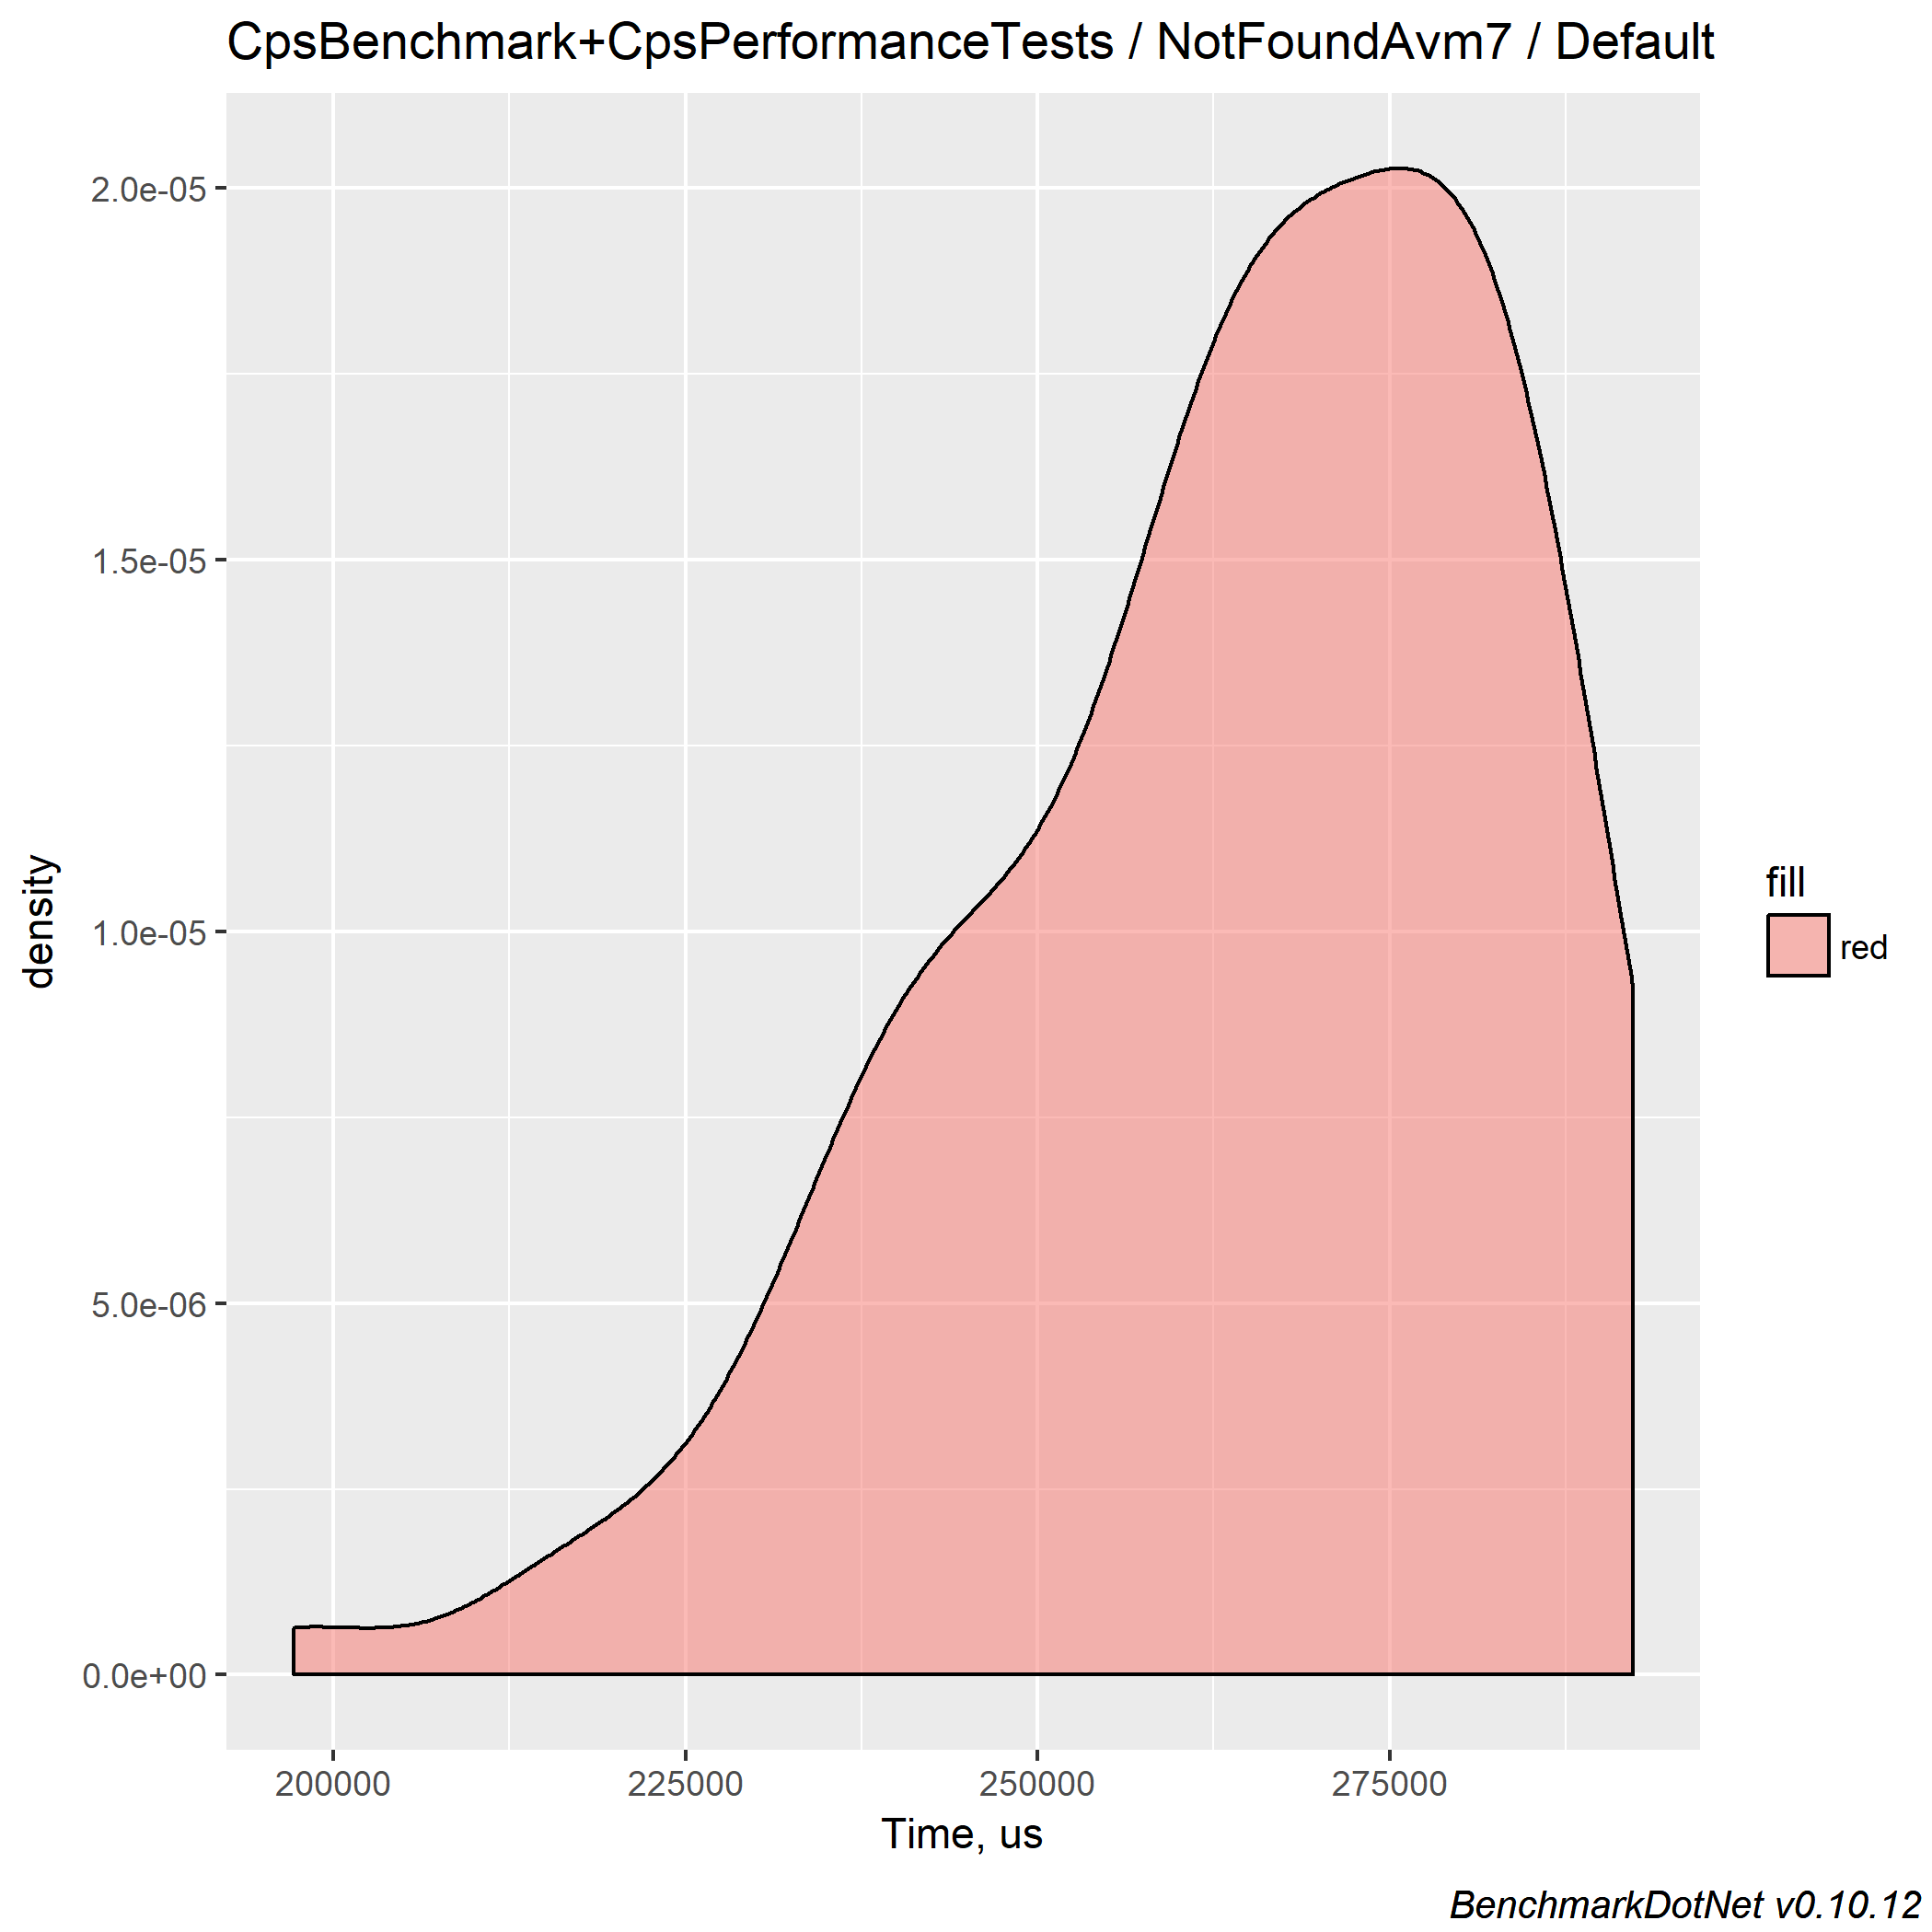 CpsBenchmark+CpsPerformanceTests / NotFoundAvm7 / Default
2.0e-05
1.5e-05
1.0e-05
5.0e-06
0.0e+00
density
200000 225000 250000 275000
Time, us
fill
red
BenchmarkDotNet v0.10.12